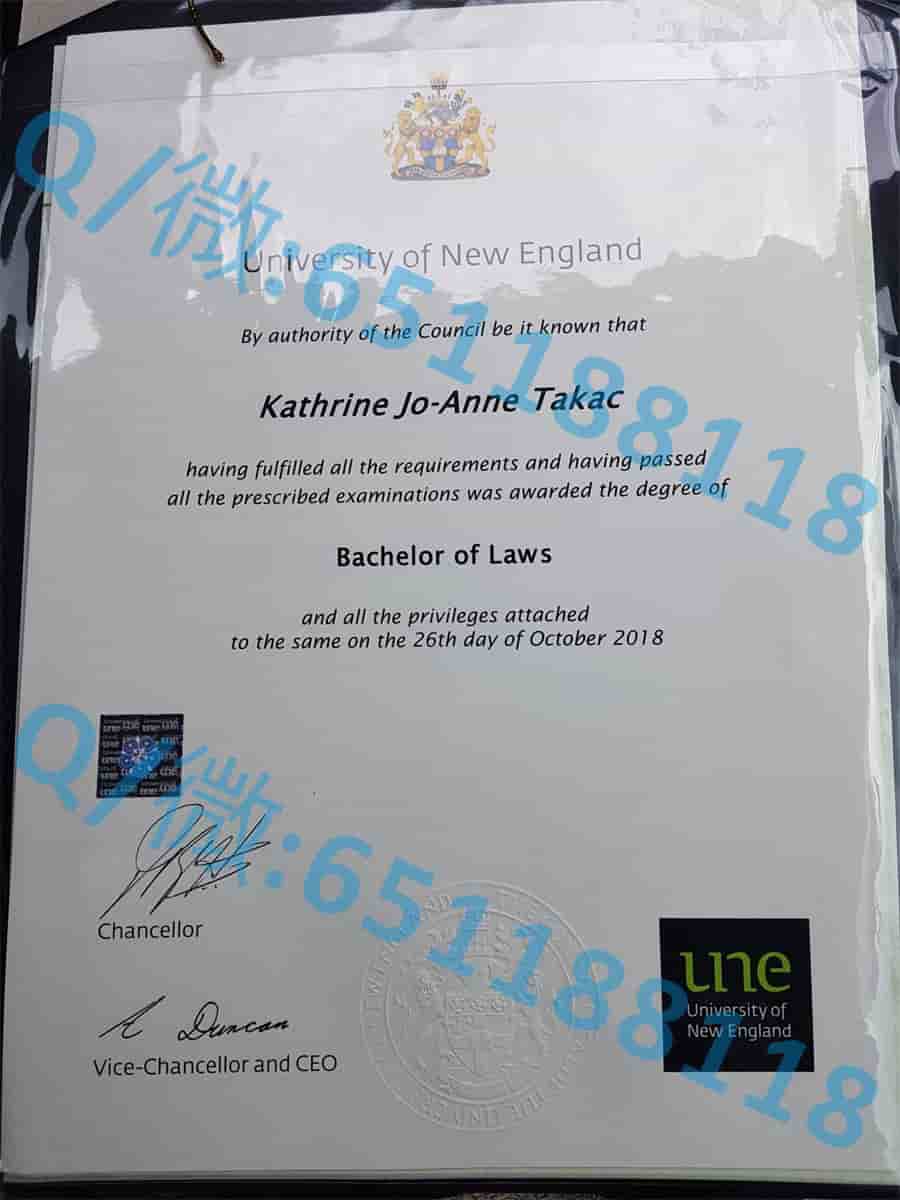 University of New England
By authority of the Council be it known that
Kathrine Jo-Anne Takac
having fulfilled all the requirements and having passed
all the prescribed examinations was awarded the degree of
Bachelor of Laws
and all the privileges attached
to the same on the 26th day of October 2018
Q/微:651188118
Chancellor
Duncan
Vice-Chancellor and CEO
une
University of
New England
Q/微:651188118